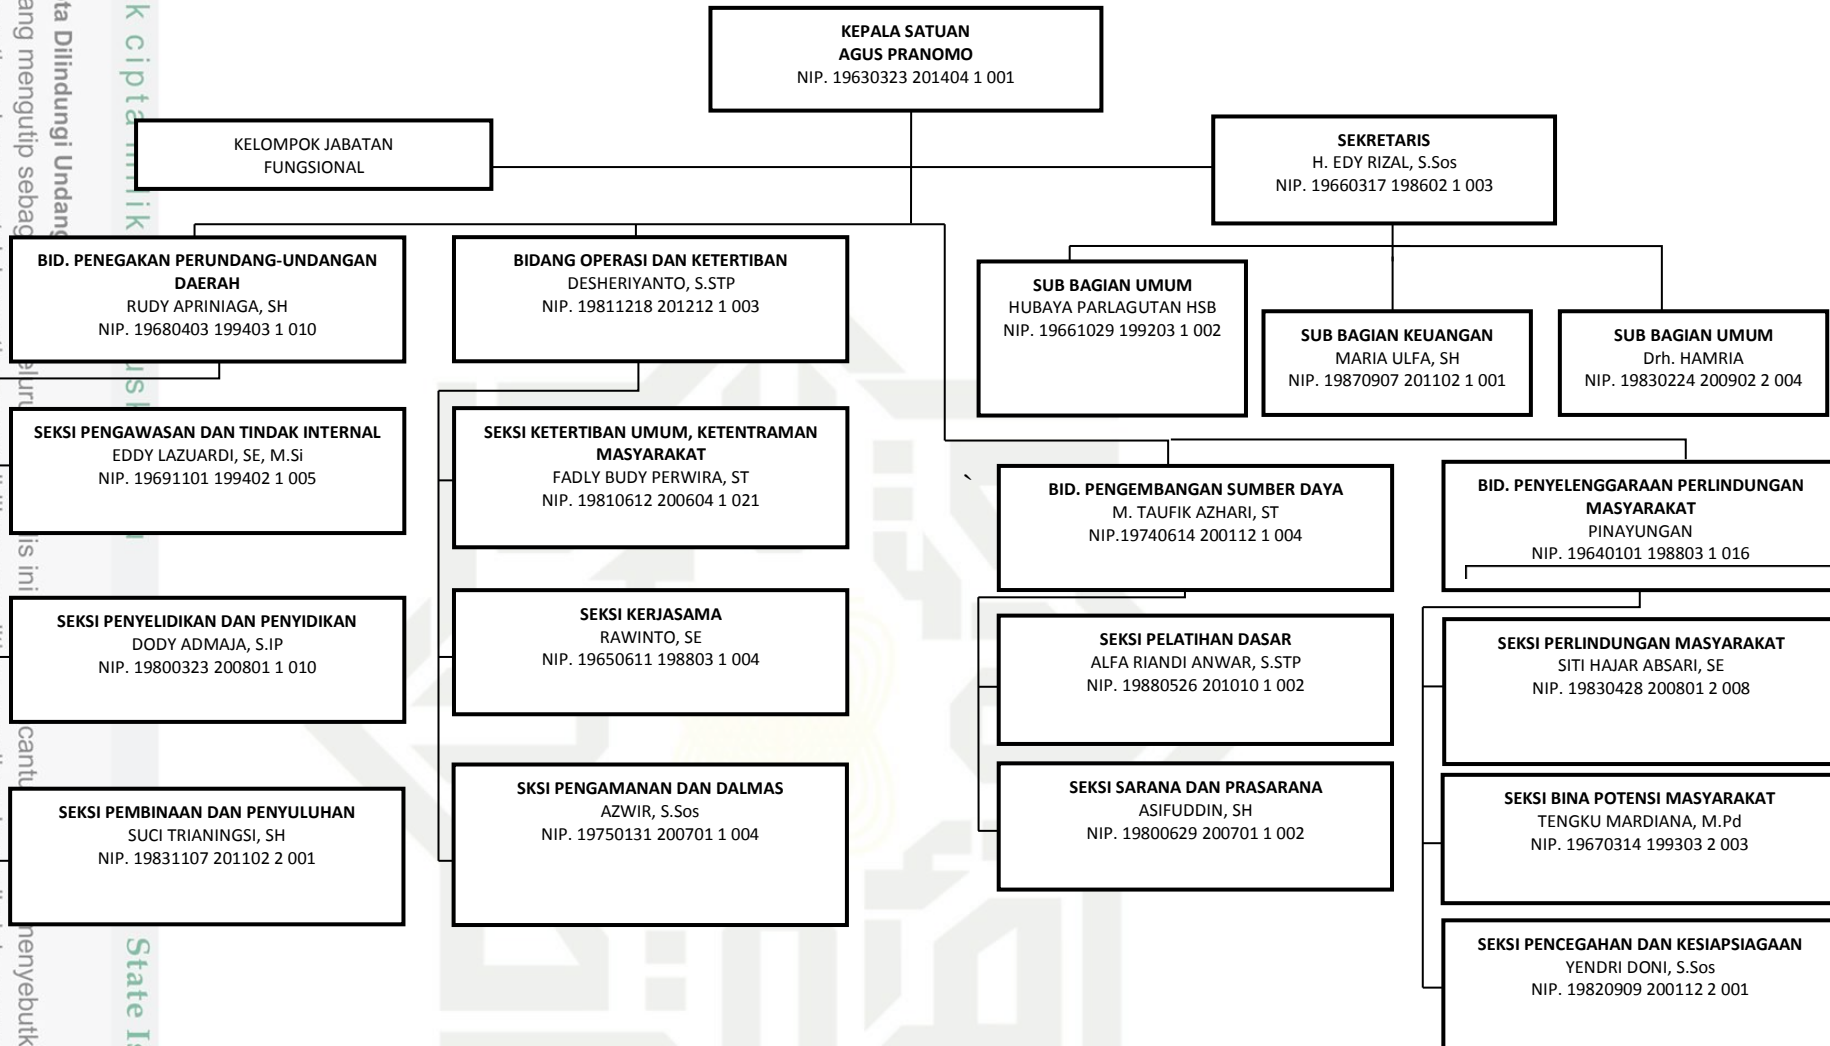 KEPALA SATUAN
AGUS PRANOMO
NIP. 19630323 201404 1 001
KELOMPOK JABATAN
FUNGSIONAL
SEKRETARIS
H. EDY RIZAL, S.Sos
NIP. 19660317 198602 1 003
BID. PENEGAKAN PERUNDANG-UNDANGAN
DAERAH
RUDY APRINIAGA, SH
NIP. 19680403 199403 1 010
BIDANG OPERASI DAN KETERTIBAN
DESHERIYANTO, S.STP
NIP. 19811218 201212 1 003
SUB BAGIAN UMUM
HUBAYA PARLAGUTAN HSB
NIP. 19661029 199203 1 002
SUB BAGIAN KEUANGAN
MARIA ULFA, SH
NIP. 19870907 201102 1 001
SUB BAGIAN UMUM
Drh. HAMRIA
NIP. 19830224 200902 2 004
SEKSI PENGAWASAN DAN TINDAK INTERNAL
EDDY LAZUARDI, SE, M.Si
NIP. 19691101 199402 1 005
SEKSI KETERTIBAN UMUM, KETENTRAMAN
MASYARAKAT
FADLY BUDY PERWIRA, ST
NIP. 19810612 200604 1 021
`
BID. PENGEMBANGAN SUMBER DAYA
M. TAUFIK AZHARI, ST
NIP.19740614 200112 1 004
BID. PENYELENGGARAAN PERLINDUNGAN
MASYARAKAT
PINAYUNGAN
NIP. 19640101 198803 1 016
SEKSI PENYELIDIKAN DAN PENYIDIKAN
DODY ADMAJA, S.IP
NIP. 19800323 200801 1 010
SEKSI KERJASAMA
RAWINTO, SE
NIP. 19650611 198803 1 004
SEKSI PELATIHAN DASAR
ALFA RIANDI ANWAR, S.STP
NIP. 19880526 201010 1 002
SEKSI PERLINDUNGAN MASYARAKAT
SITI HAJAR ABSARI, SE
NIP. 19830428 200801 2 008
SEKSI PEMBINAAN DAN PENYULUHAN
SUCI TRIANINGSI, SH
NIP. 19831107 201102 2 001
SKSI PENGAMANAN DAN DALMAS
AZWIR, S.Sos
NIP. 19750131 200701 1 004
SEKSI SARANA DAN PRASARANA
ASIFUDDIN, SH
NIP. 19800629 200701 1 002
SEKSI BINA POTENSI MASYARAKAT
TENGKU MARDIANA, M.Pd
NIP. 19670314 199303 2 003
SEKSI PENCEGAHAN DAN KESIAPSIAGAAN
YENDRI DONI, S.Sos
NIP. 19820909 200112 2 001
k cipta milik
State Is
ta Dilindungi Undang
ang mengutip sebag
is ini